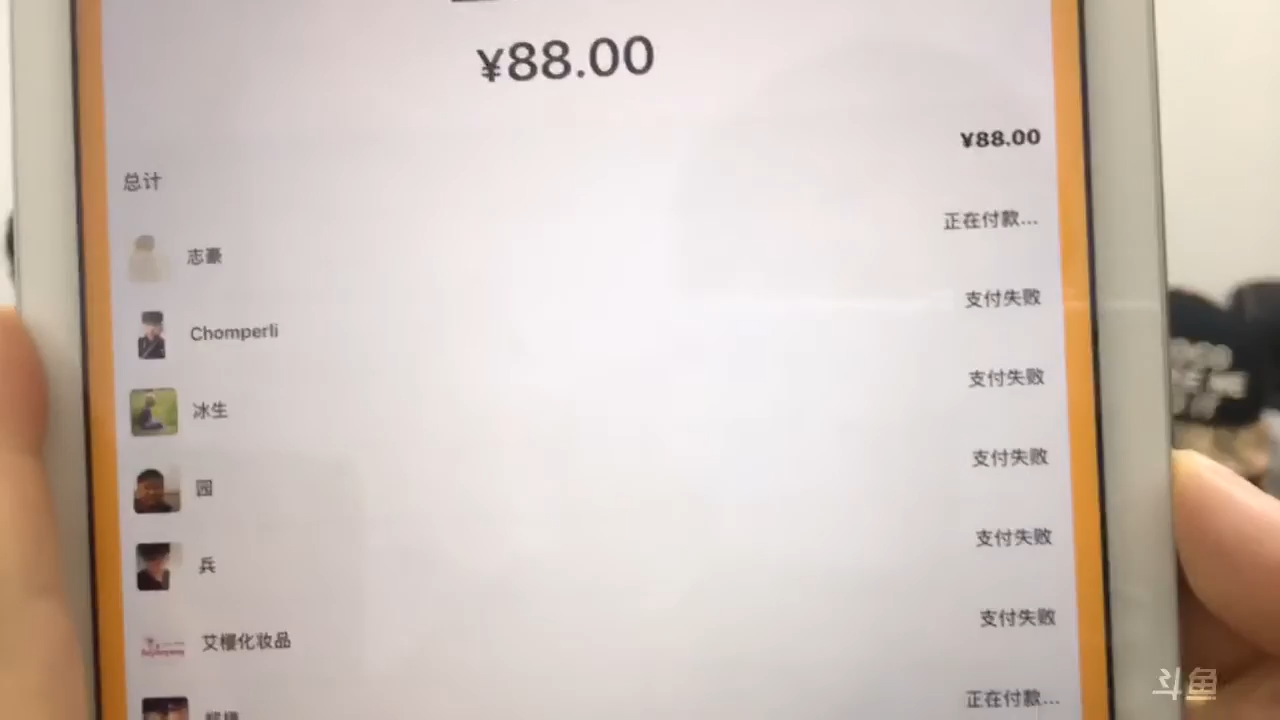 ¥88.00
总计 ¥88.00
志豪 正在付款...
Chomperli 支付失败
冰生 支付失败
园 支付失败
兵 支付失败
艾樱化妆品 支付失败
正在付款...
斗鱼